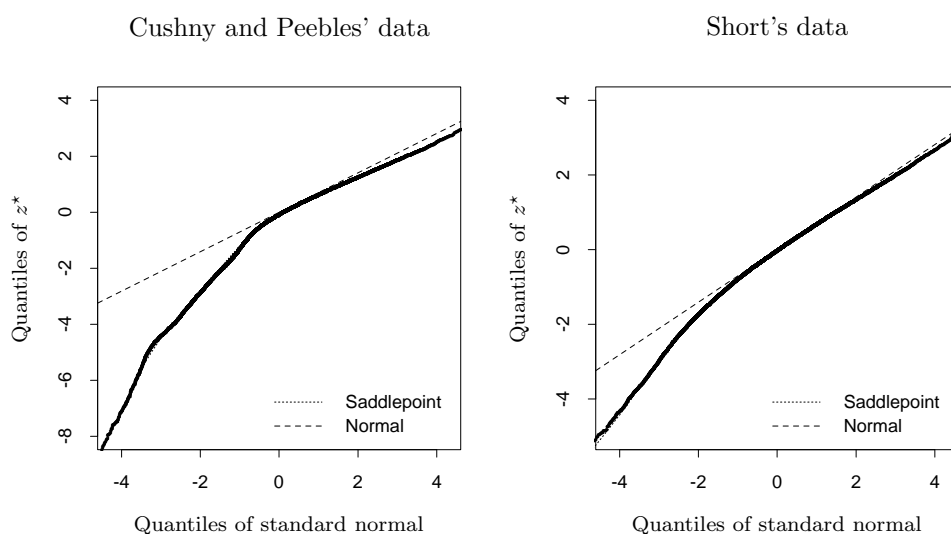 Cushny and Peebles’ data
4
2
0
-2
-4
-6
-8
Quantiles of z⋆
Saddlepoint
Normal
-4 -2 0 2 4
Quantiles of standard normal
Short’s data
4
2
0
-2
-4
Quantiles of z⋆
Saddlepoint
Normal
-4 -2 0 2 4
Quantiles of standard normal